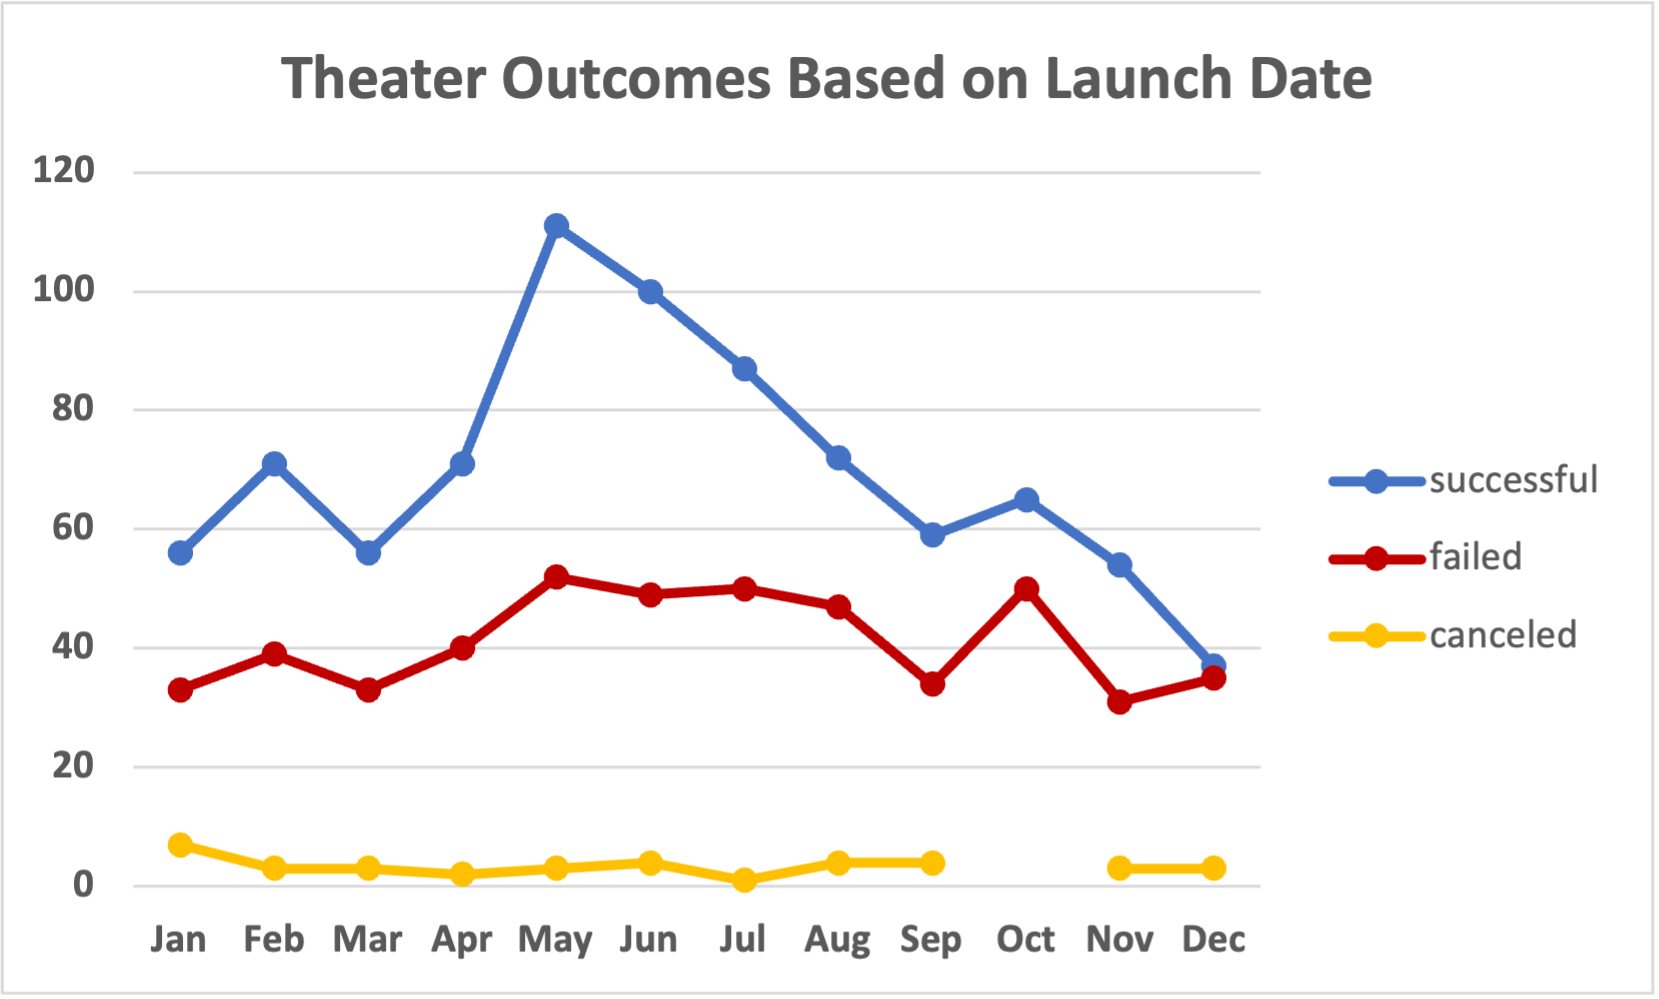 Theater Outcomes Based on Launch Date
120
100
80
60
40
20
0
Jan Feb Mar Apr May Jun Jul Aug Sep Oct Nov Dec
successful
failed
canceled